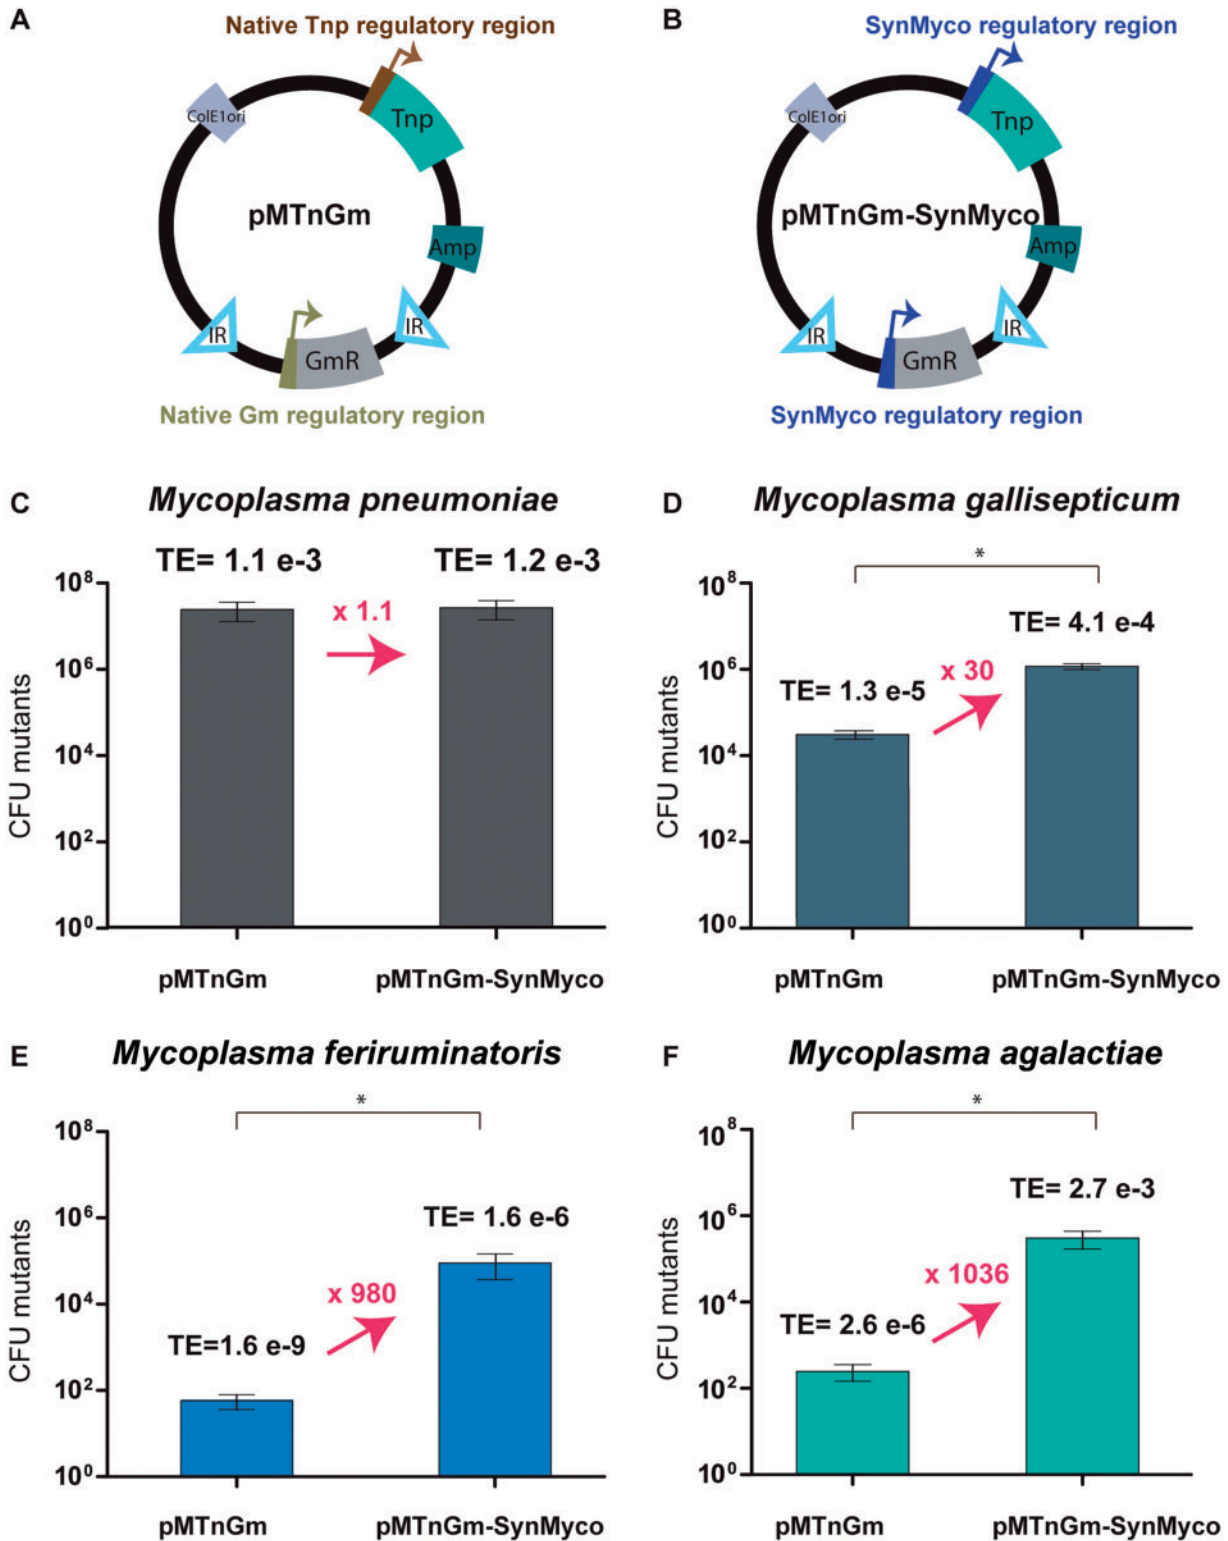 A
Native Tnp regulatory region
ColE1ori
Tnp
pMTnGm
Amp
IR
IR
GmR
Native Gm regulatory region
B
SynMyco regulatory region
ColE1ori
Tnp
pMTnGm-SynMyco
Amp
IR
IR
GmR
SynMyco regulatory region
C
Mycoplasma pneumoniae
TE= 1.1 e-3
TE= 1.2 e-3
x 1.1
CFU mutants
10⁸
10⁶
10⁴
10²
10⁰
pMTnGm
pMTnGm-SynMyco
D
Mycoplasma gallisepticum
*
TE= 4.1 e-4
x 30
TE= 1.3 e-5
CFU mutants
10⁸
10⁶
10⁴
10²
10⁰
pMTnGm
pMTnGm-SynMyco
E
Mycoplasma feriruminatoris
*
TE= 1.6 e-6
x 980
TE=1.6 e-9
CFU mutants
10⁸
10⁶
10⁴
10²
10⁰
pMTnGm
pMTnGm-SynMyco
F
Mycoplasma agalactiae
*
TE= 2.7 e-3
x 1036
TE= 2.6 e-6
CFU mutants
10⁸
10⁶
10⁴
10²
10⁰
pMTnGm
pMTnGm-SynMyco